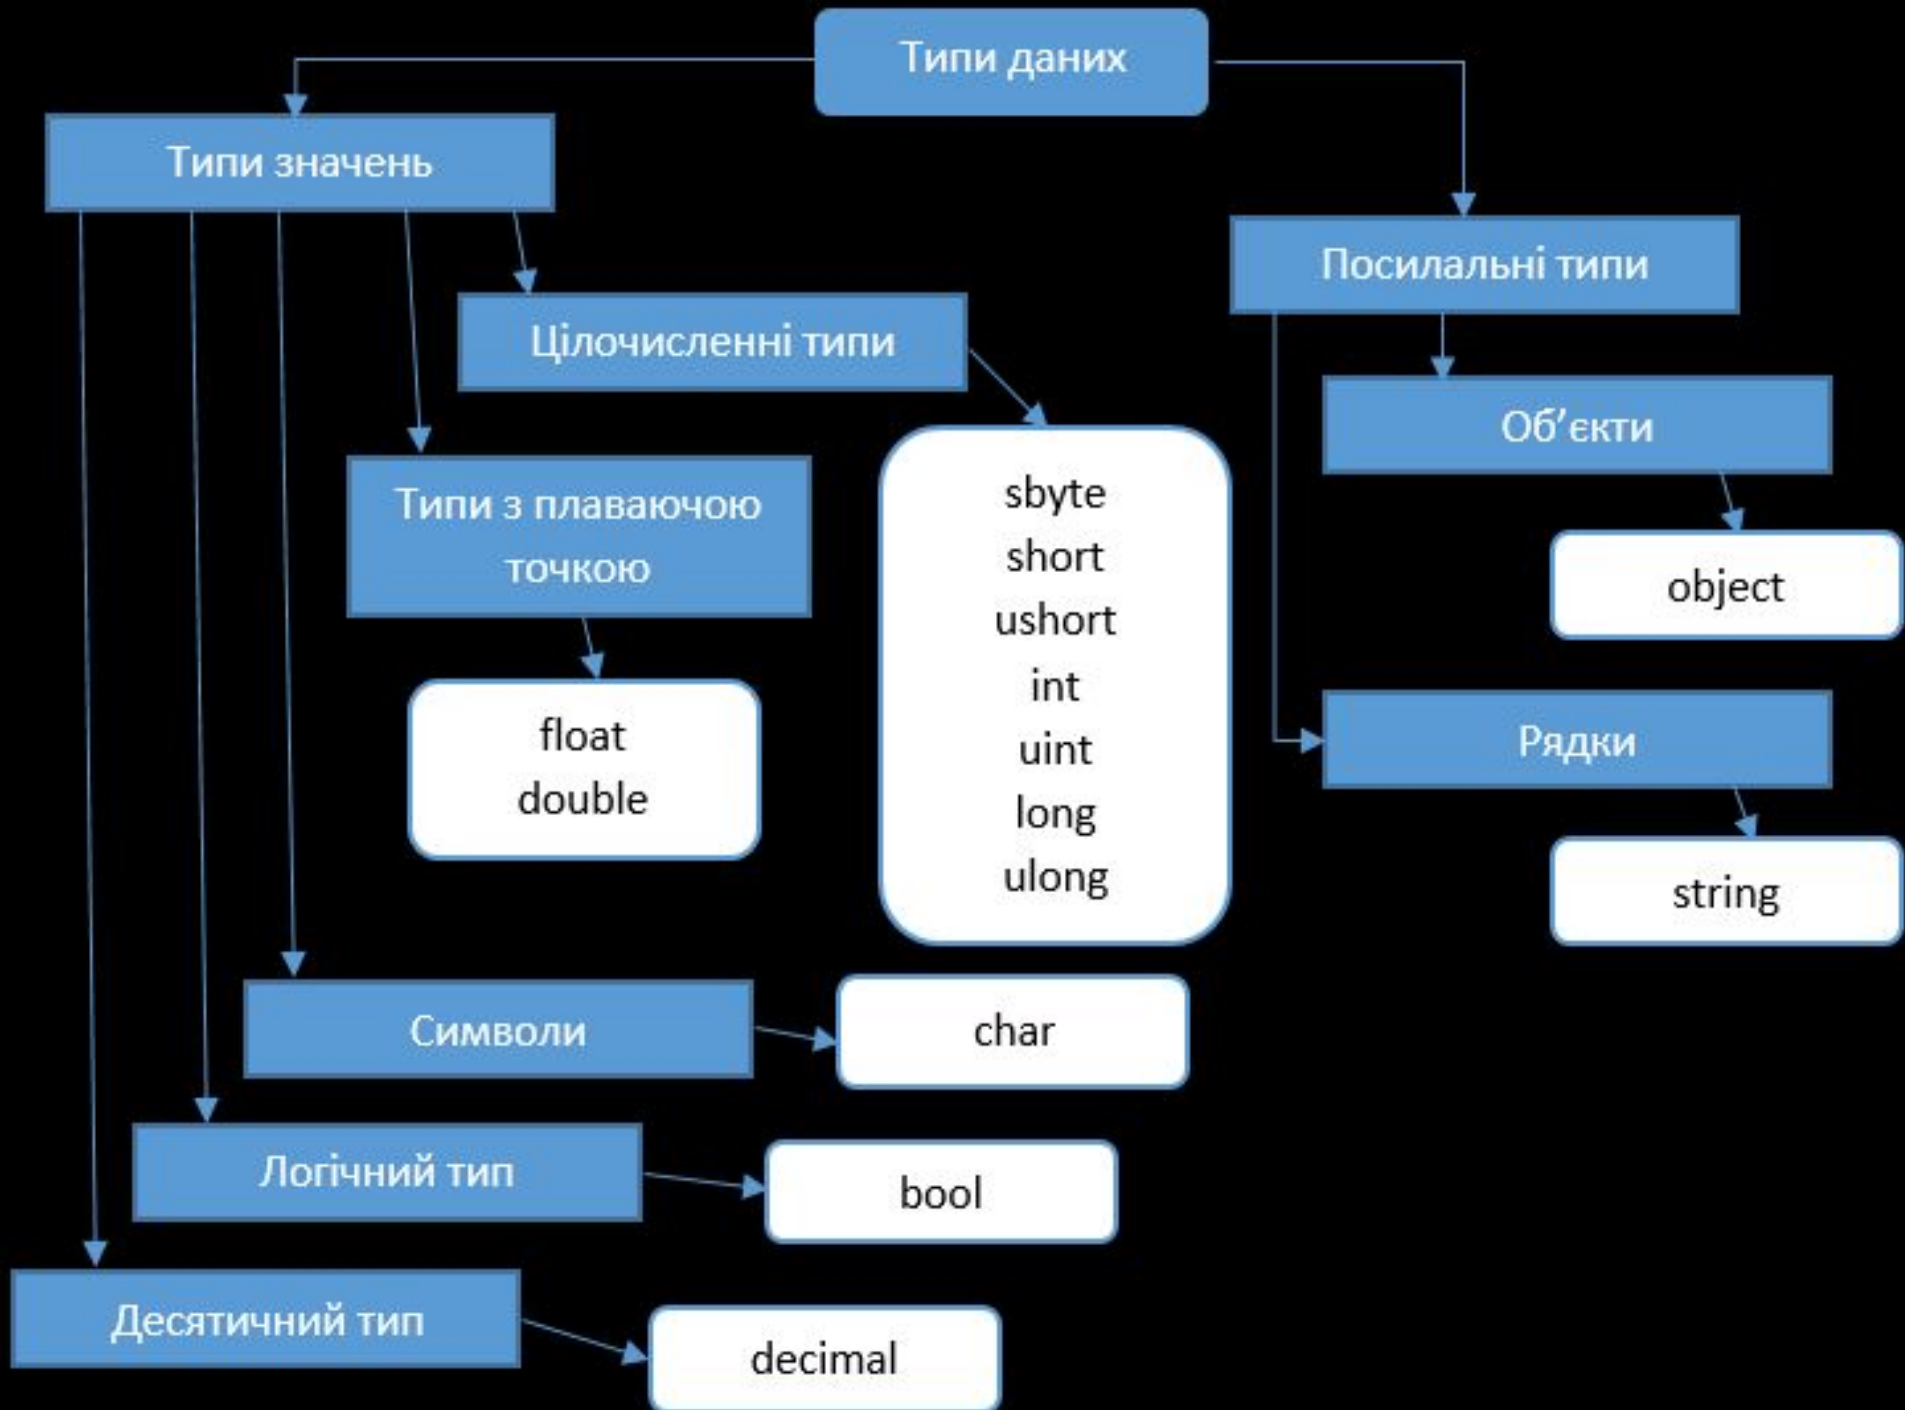 Типи даних
Типи значень
Посилальні типи
Цілочисленні типи
Об’єкти
Типи з плаваючою
точкою
sbyte
short
ushort
int
uint
long
ulong
object
float
double
Рядки
string
Символи
char
Логічний тип
bool
Десятичний тип
decimal